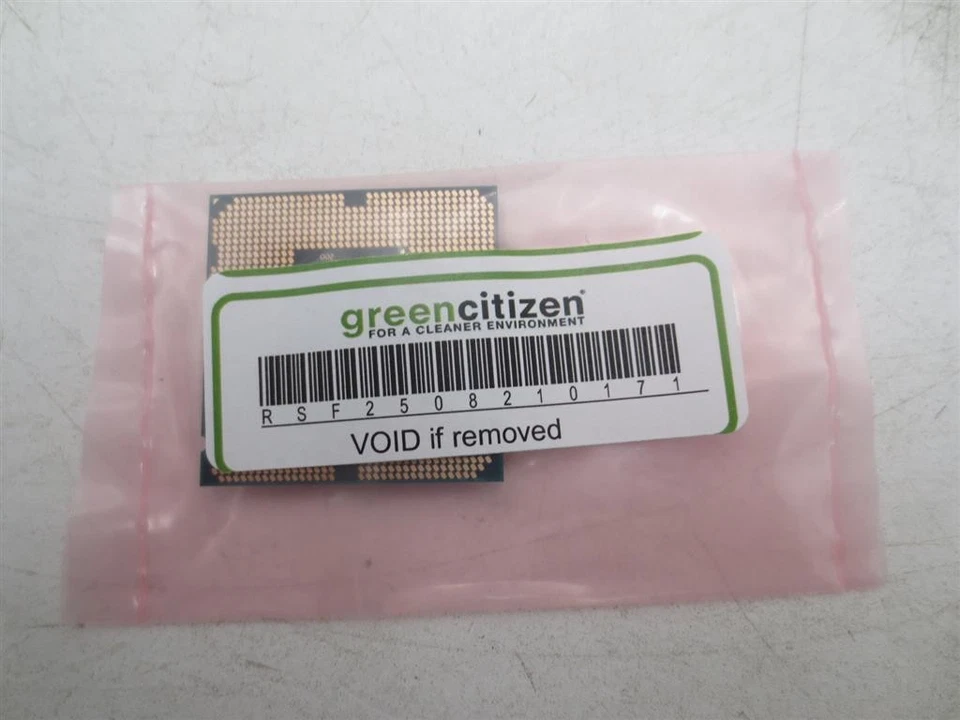 greencitizen®
FOR A CLEANER ENVIRONMENT
RSF2508210171
VOID if removed